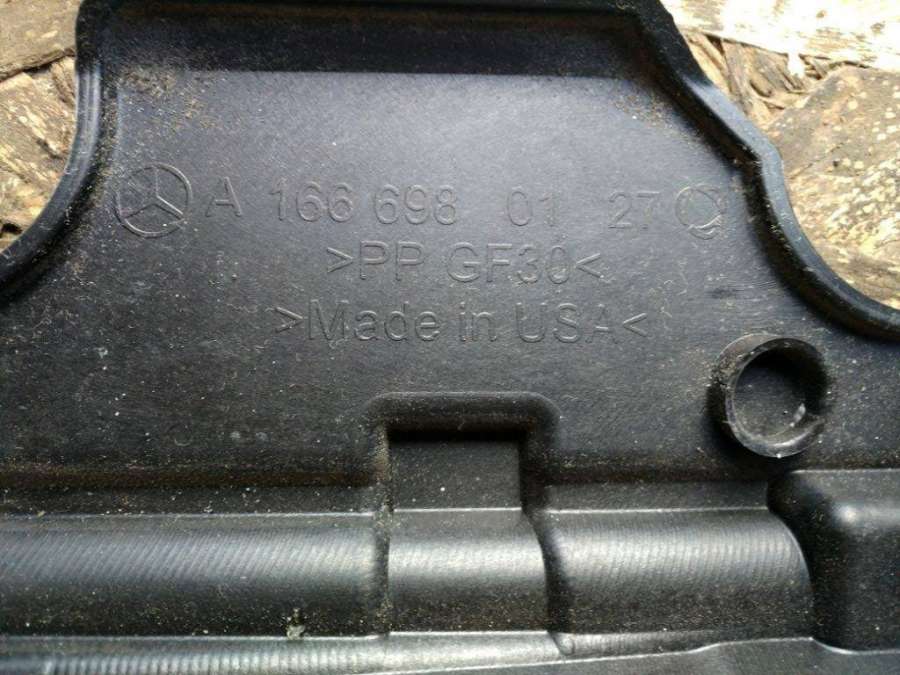 A 166 698 01 27
>PP GF30<
>Made in USA<